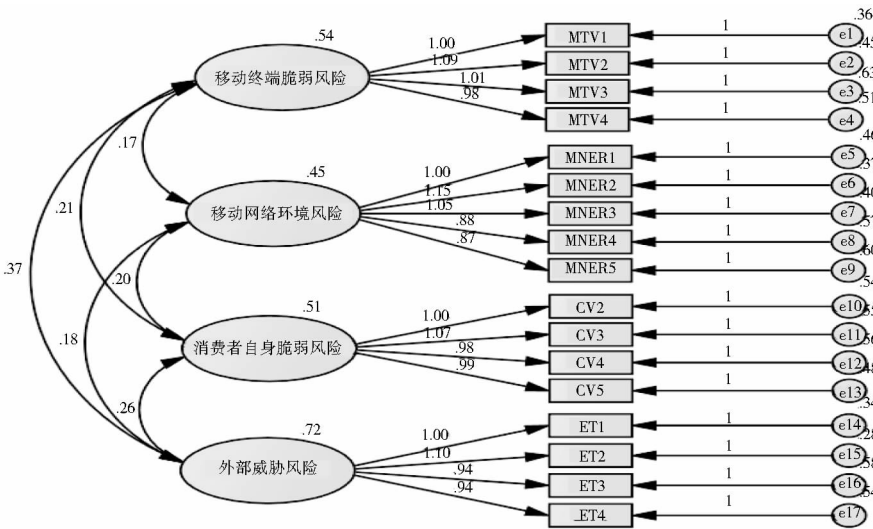 .36
.54
1.00
MTV1
1
e1
.45
1.09
MTV2
1
e2
移动终端脆弱风险
.63
1.01
MTV3
1
e3
.51
.98
MTV4
1
e4
.17
.46
.45
1.00
MNER1
1
e5
.37
1.15
MNER2
1
e6
.40
移动网络环境风险
1.05
MNER3
1
e7
.57
.21
.88
MNER4
1
e8
.60
.87
MNER5
1
e9
.37
.20
.54
.51
1.00
CV2
1
e10
.55
.18
1.07
CV3
1
e11
.56
消费者自身脆弱风险
.98
CV4
1
e12
.48
.99
CV5
1
e13
.34
.26
.72
1.00
ET1
1
e14
.28
1.10
ET2
1
e15
.58
外部威胁风险
.94
ET3
1
e16
.54
.94
ET4
1
e17